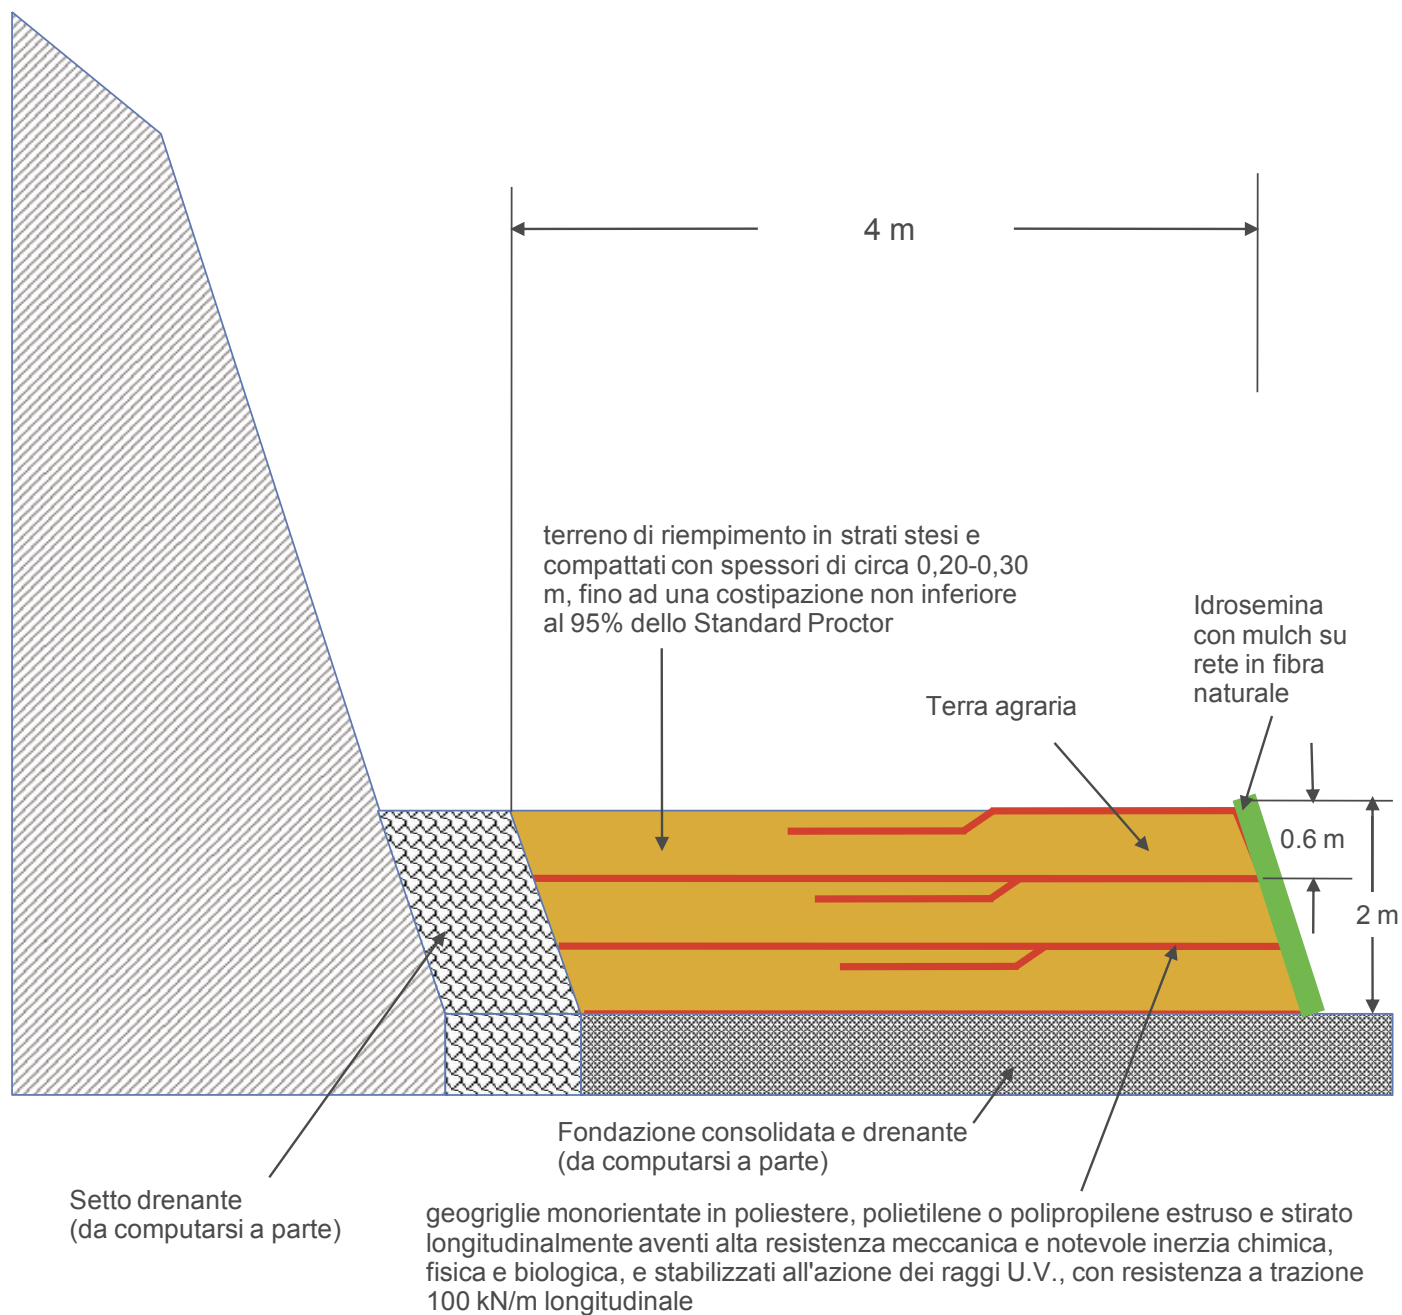 4 m
terreno di riempimento in strati stesi e
compattati con spessori di circa 0,20-0,30
m, fino ad una costipazione non inferiore
al 95% dello Standard Proctor
Idrosemina
con mulch su
rete in fibra
naturale
Terra agraria
0.6 m
2 m
Fondazione consolidata e drenante
(da computarsi a parte)
Setto drenante
(da computarsi a parte)
geogriglie monorientate in poliestere, polietilene o polipropilene estruso e stirato
longitudinalmente aventi alta resistenza meccanica e notevole inerzia chimica,
fisica e biologica, e stabilizzati all'azione dei raggi U.V., con resistenza a trazione
100 kN/m longitudinale